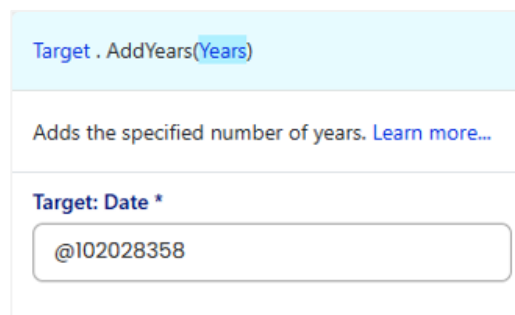 Target . AddYears(Years)
Adds the specified number of years. Learn more...
Target: Date *
@102028358